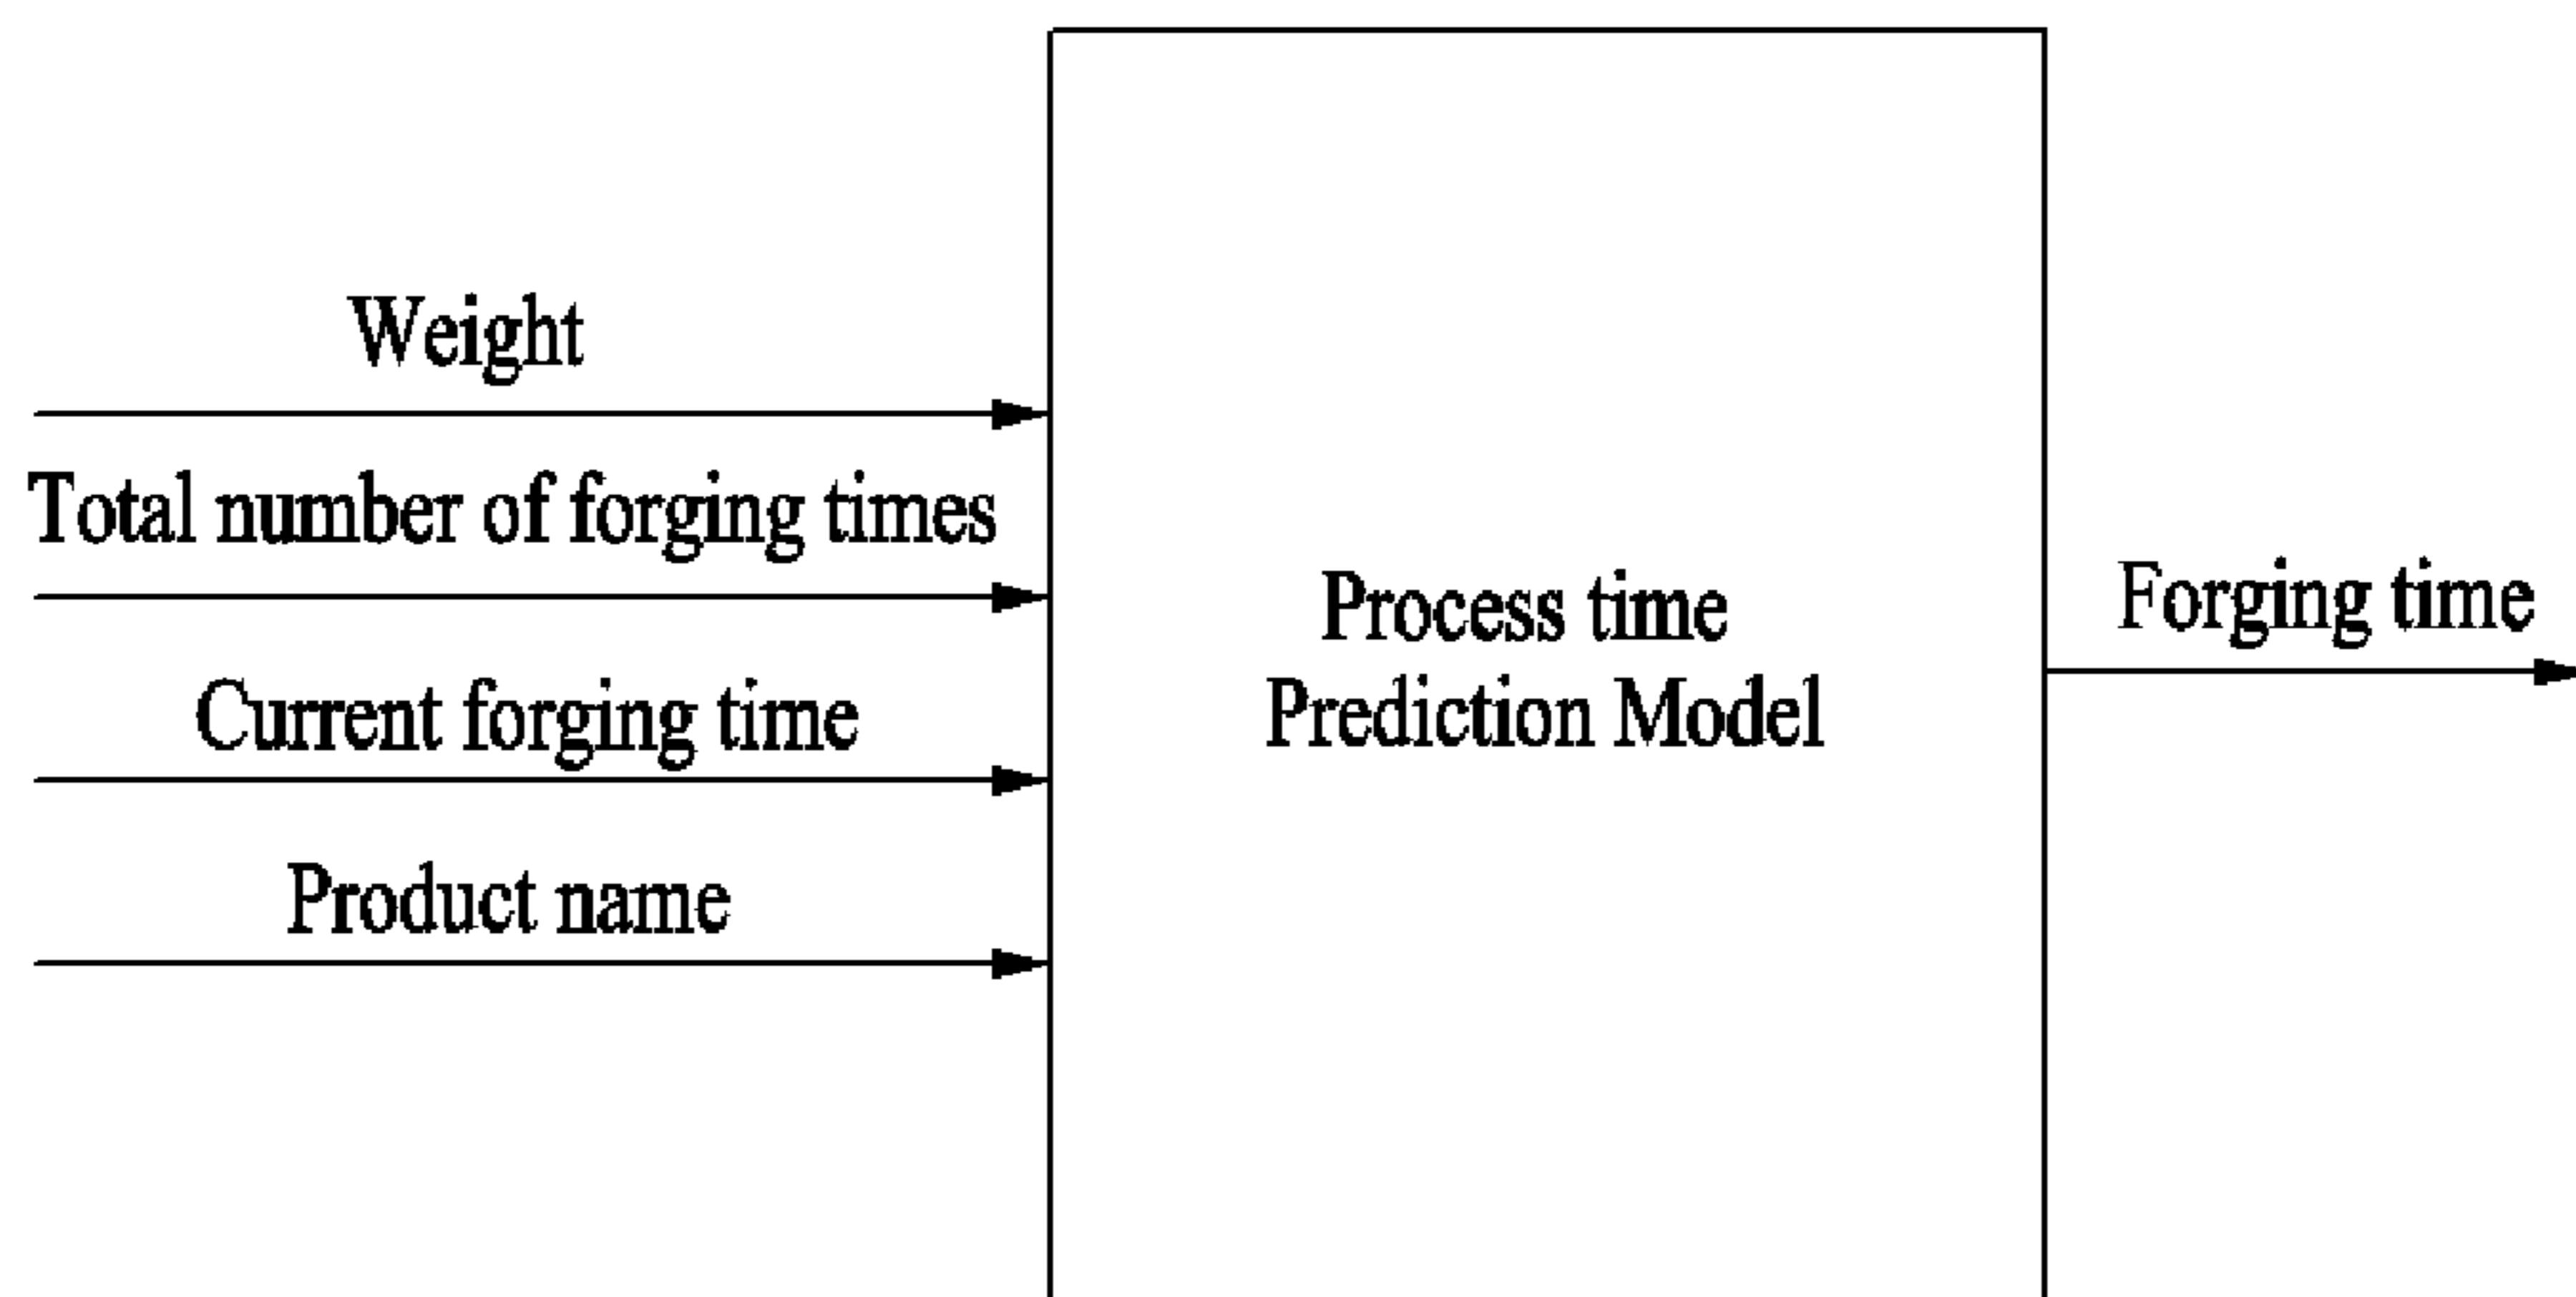 Weight
Total number of forging times
Current forging time
Product name
Process time
Prediction Model
Forging time